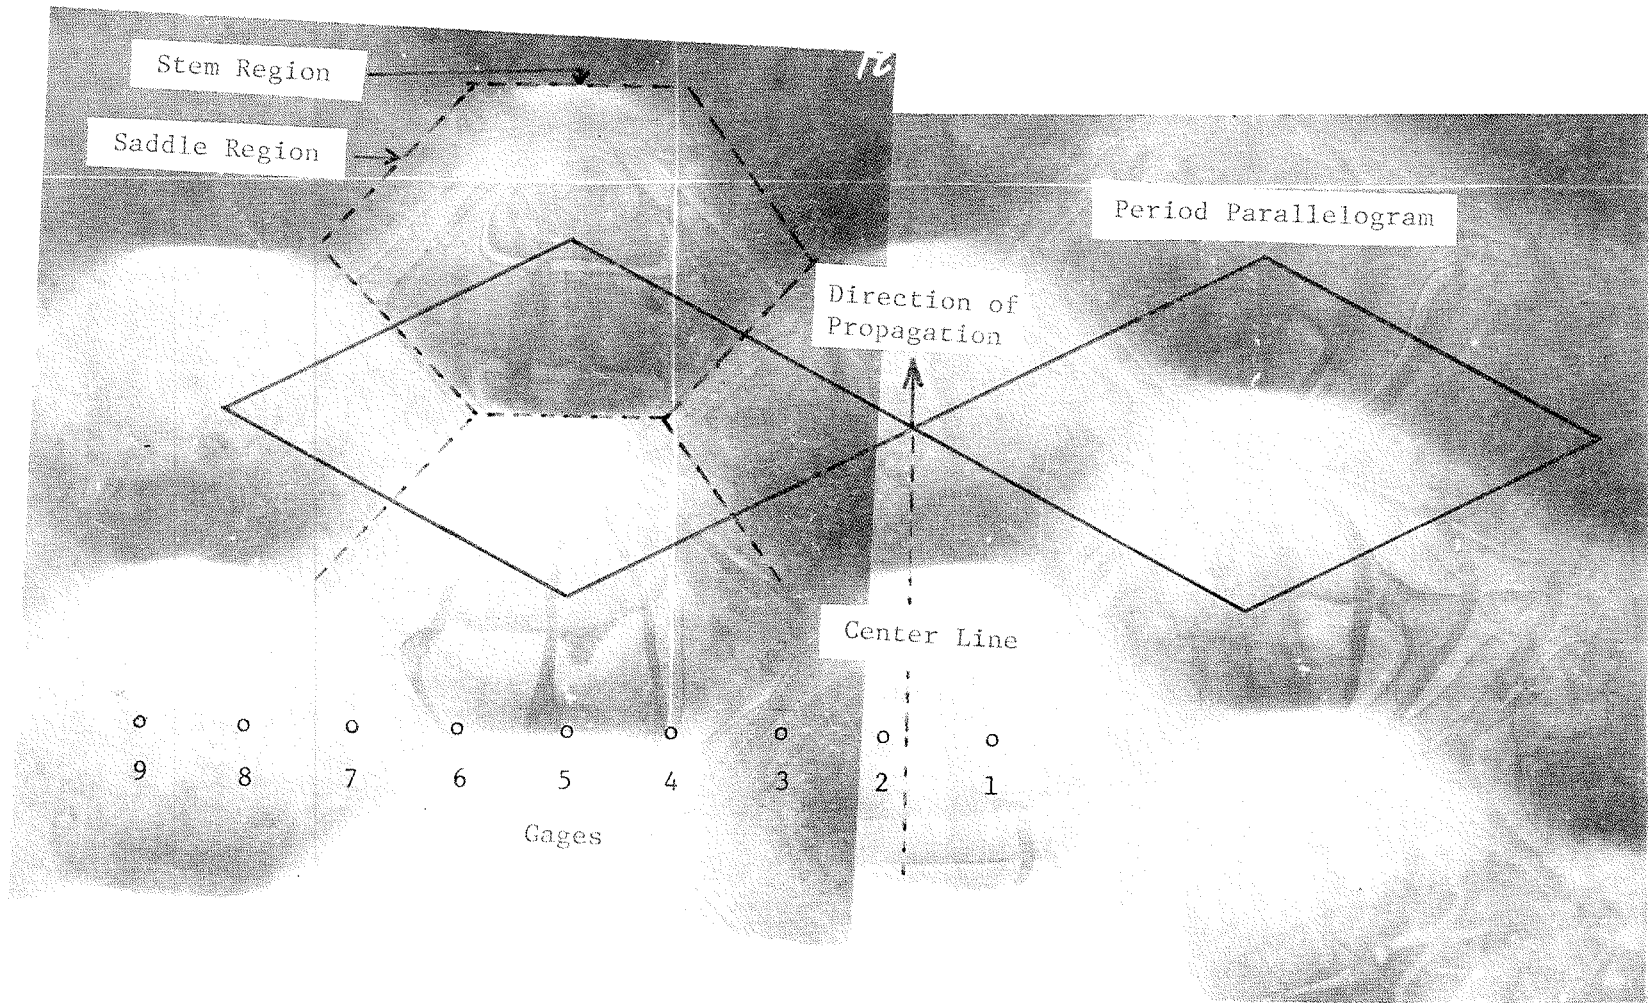 Stem Region
Saddle Region
Period Parallelogram
Direction of
Propagation
Center Line
9 8 7 6 5 4 3 2 1
Gages